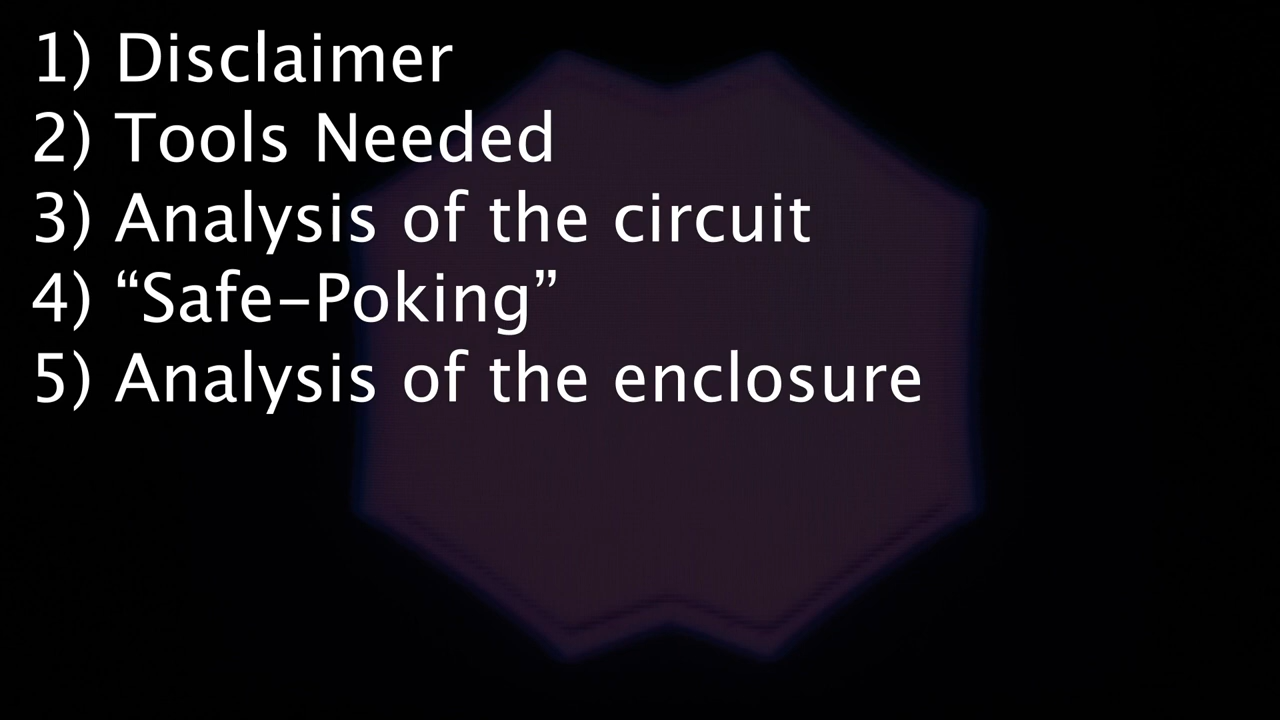 1) Disclaimer
2) Tools Needed
3) Analysis of the circuit
4) “Safe–Poking”
5) Analysis of the enclosure